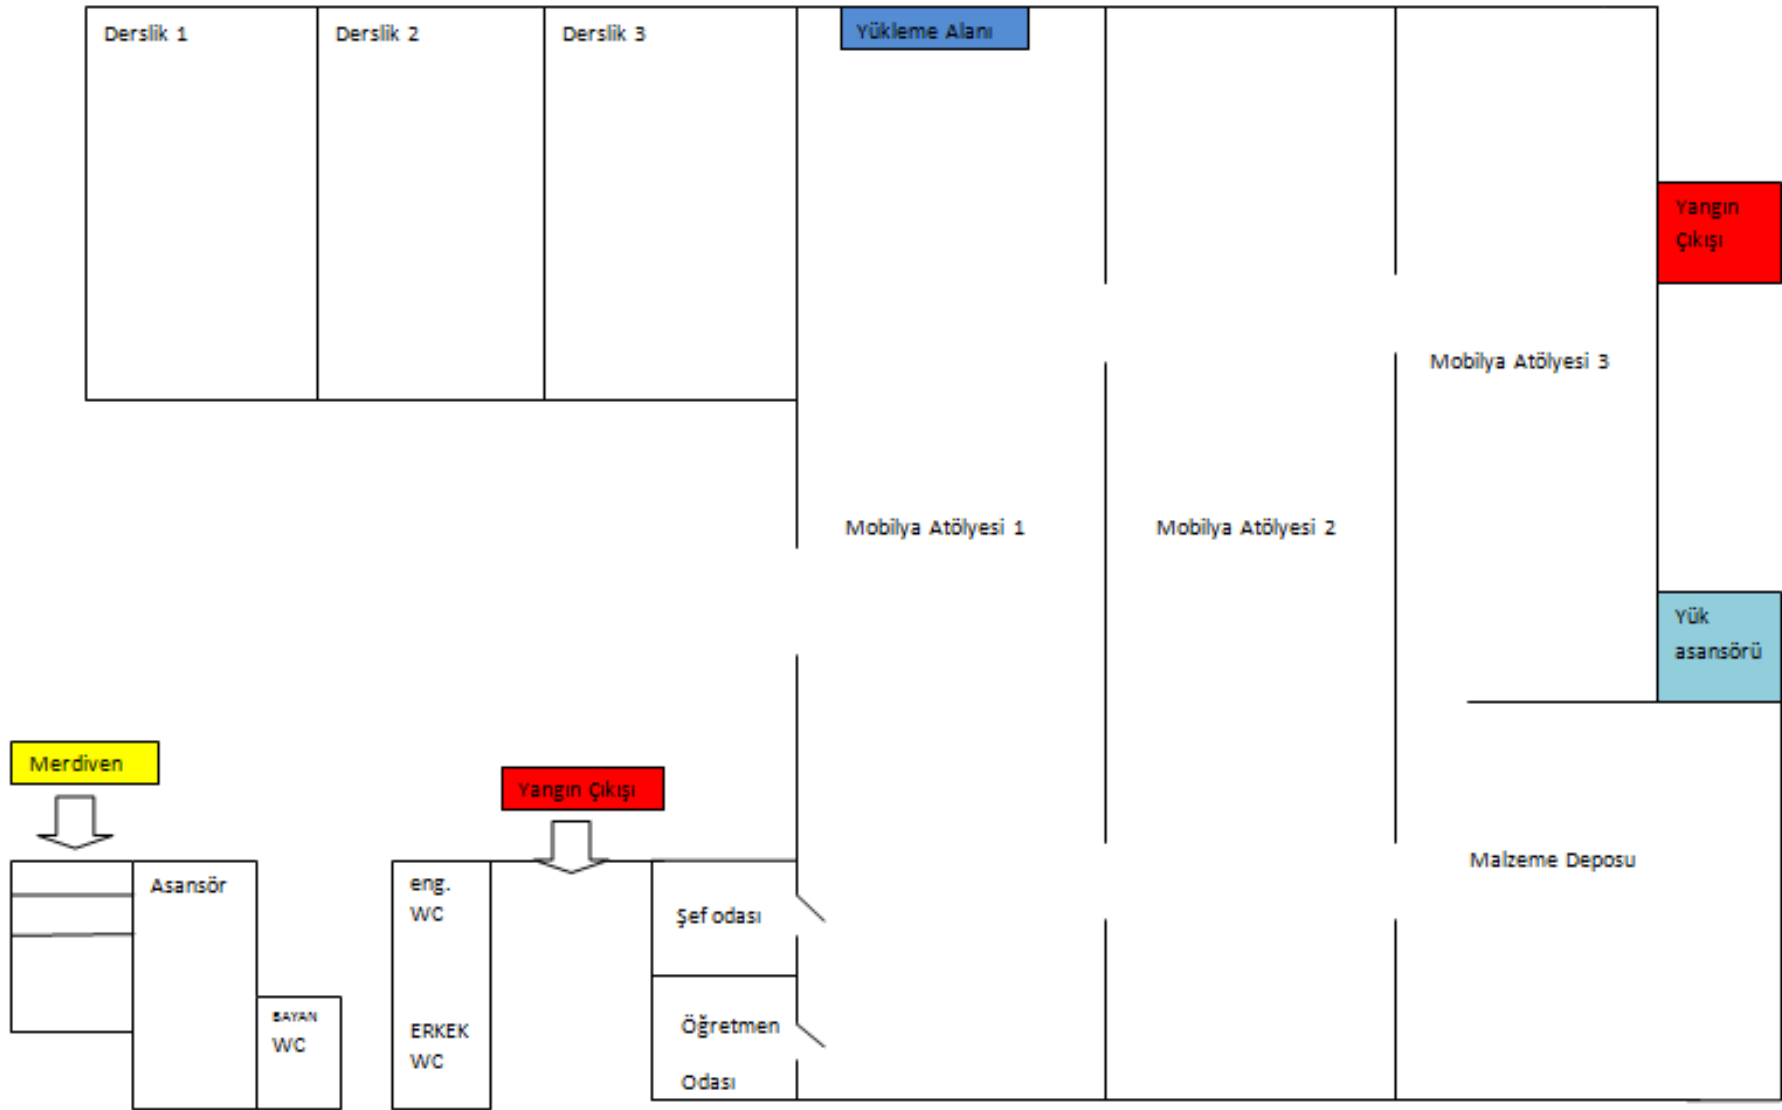 Derslik 1
Derslik 2
Derslik 3
Yükleme Alanı
Yangın
Çıkışı
Mobilya Atölyesi 3
Mobilya Atölyesi 1
Mobilya Atölyesi 2
Yük
asansörü
Merdiven
Yangın Çıkışı
Malzeme Deposu
Asansör
eng.
WC
Şef odası
BAYAN
WC
ERKEK
WC
Öğretmen
Odası